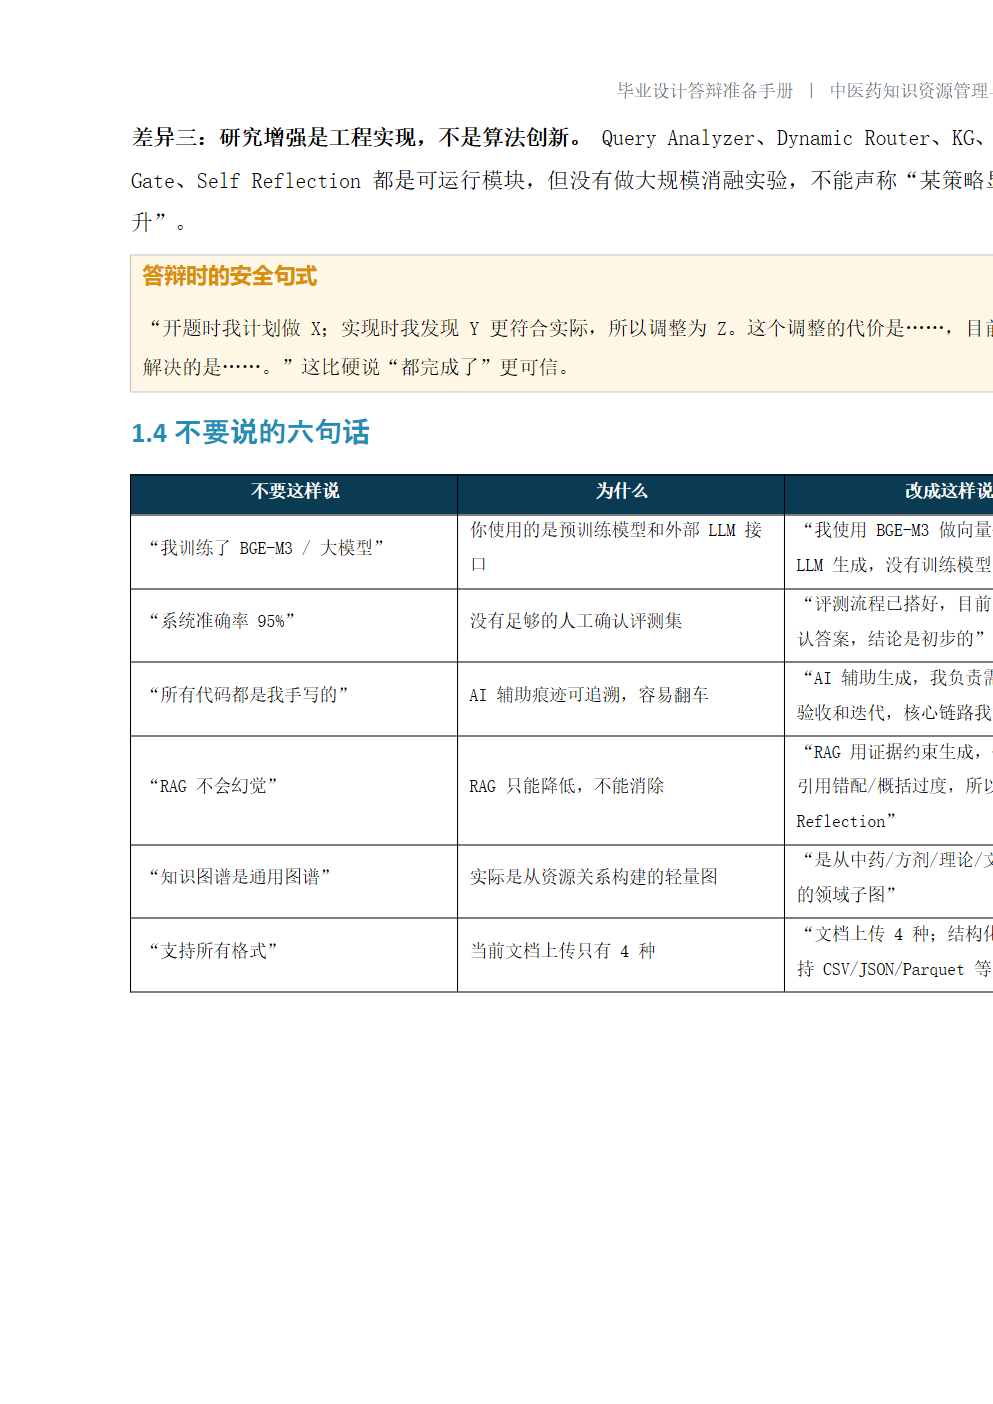 毕业设计答辩准备手册 | 中医药知识资源管理
差异三：研究增强是工程实现，不是算法创新。 Query Analyzer、Dynamic Router、KG、
Gate、Self Reflection 都是可运行模块，但没有做大规模消融实验，不能声称“某策略
升”。
答辩时的安全句式
“开题时我计划做 X；实现时我发现 Y 更符合实际，所以调整为 Z。这个调整的代价是……，目前
解决的是……。”这比硬说“都完成了”更可信。
1.4 不要说的六句话
不要这样说 为什么 改成这样说
“我训练了 BGE-M3 / 大模型” 你使用的是预训练模型和外部 LLM 接口 “我使用 BGE-M3 做向量
LLM 生成，没有训练模型
“系统准确率 95%” 没有足够的人工确认评测集 “评测流程已搭好，目前
认答案，结论是初步的”
“所有代码都是我手写的” AI 辅助痕迹可追溯，容易翻车 “AI 辅助生成，我负责需
验收和迭代，核心链路我
“RAG 不会幻觉” RAG 只能降低，不能消除 “RAG 用证据约束生成，
引用错配/概括过度，所以
Reflection”
“知识图谱是通用图谱” 实际是从资源关系构建的轻量图 “是从中药/方剂/理论/文
的领域子图”
“支持所有格式” 当前文档上传只有 4 种 “文档上传 4 种；结构化
持 CSV/JSON/Parquet 等